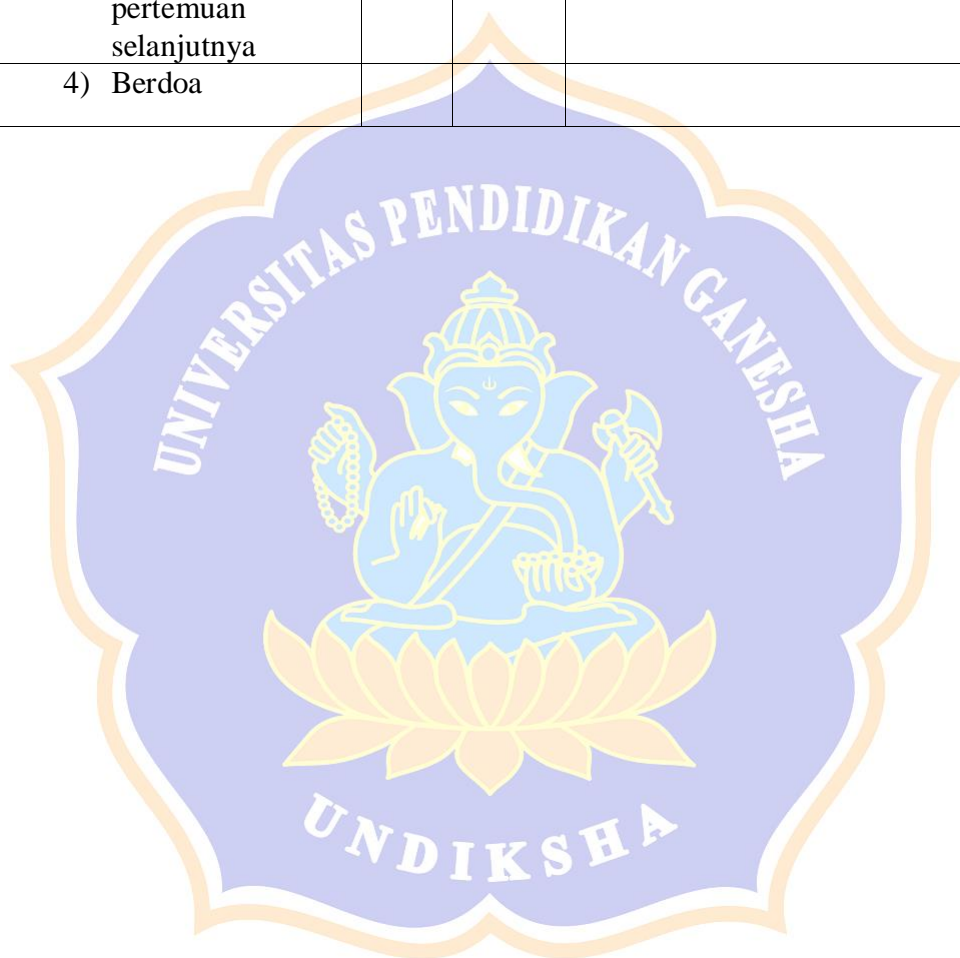 pertemuan
selanjutnya
4) Berdoa
UNIVERSITAS PENDIDIKAN GANESHA
UNDIKSHA